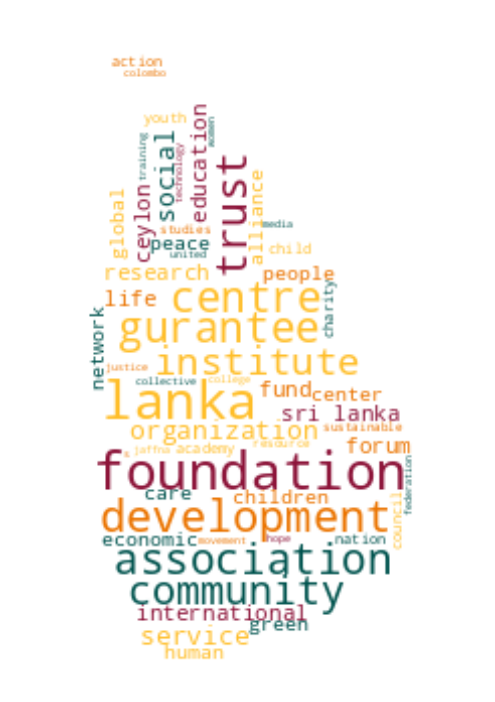 action
colombo
youth
training
social
technology
education
women
trust
ceylon
global
alliance
studies
media
peace
united
child
research
people
life
centre
charity
network
gurantee
institute
justice
collective
college
lanka
fund
center
sri lanka
organization
sustainable
forum
resource
jaffna
academy
s
foundation
federation
care
children
development
council
economic
movement
hope
nation
association
community
international
green
service
human